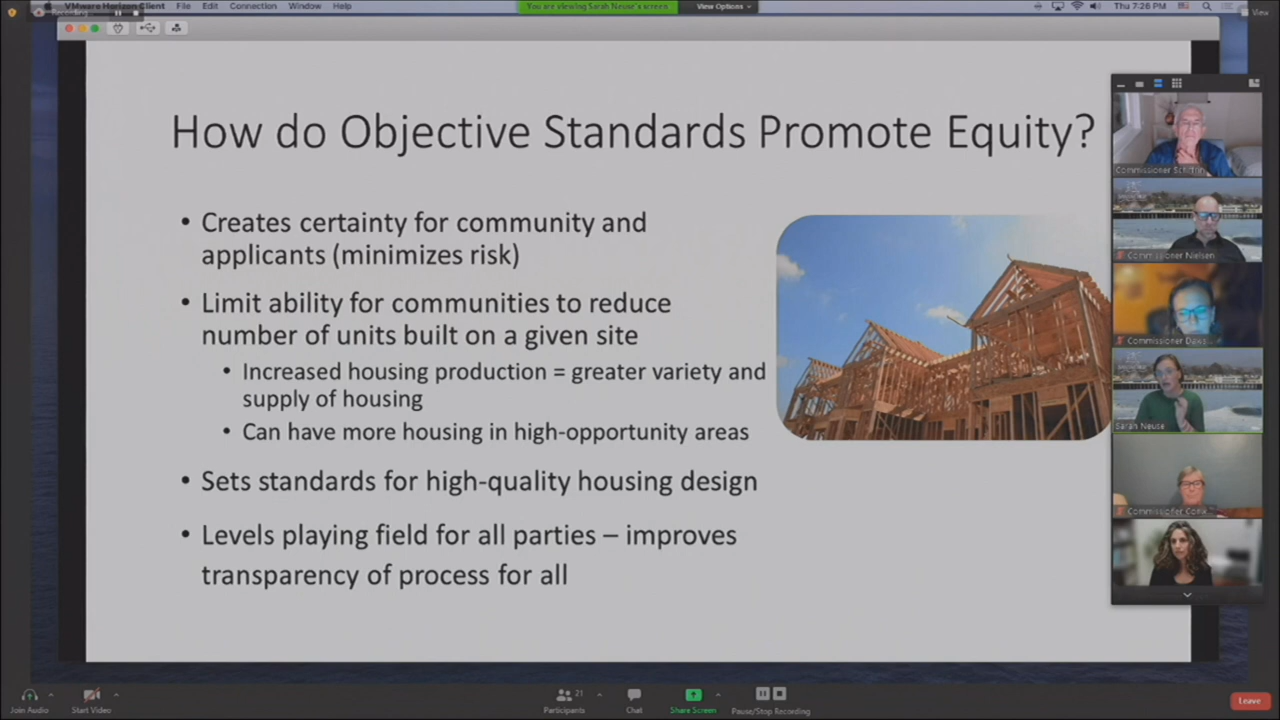 VMware Horizon Client File Edit Connection Window Help
You are viewing Sarah Neuse's screen
View Options
Thu 7:26 PM
Recording
View
How do Objective Standards Promote Equity?
• Creates certainty for community and
applicants (minimizes risk)
• Limit ability for communities to reduce
number of units built on a given site
• Increased housing production = greater variety and
supply of housing
• Can have more housing in high-opportunity areas
• Sets standards for high-quality housing design
• Levels playing field for all parties – improves
transparency of process for all
Commissioner
Commissioner Nielsen
Commissioner
Sarah Neuse
Commissioner
Join Audio
Start Video
21
Participants
Chat
Share Screen
Pause/Stop Recording
Leave